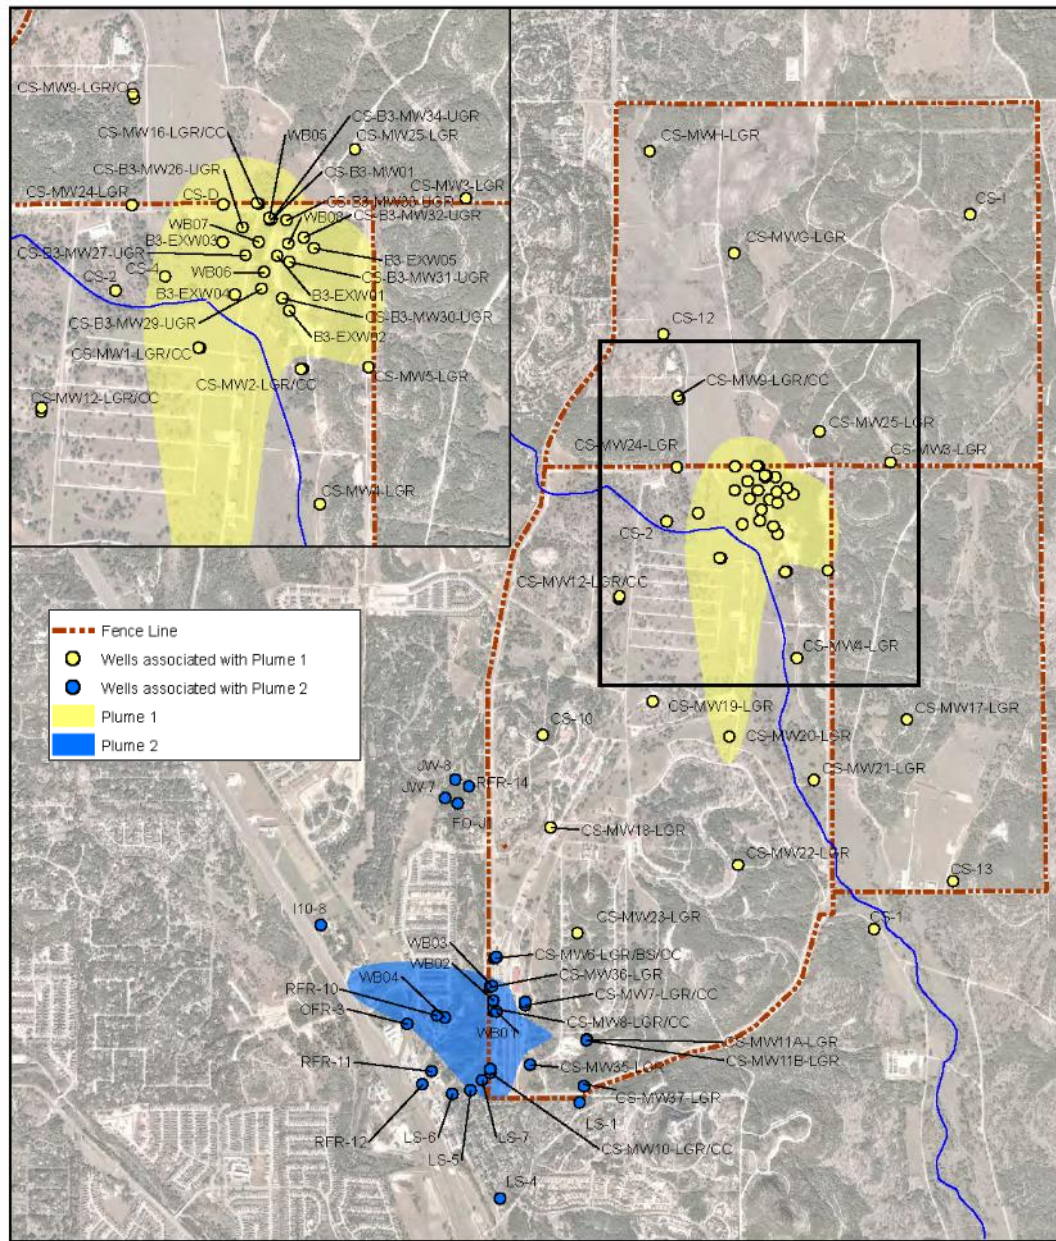 CS-MW9-LGR/CC
CS-MW16-LGR/CC
WB05
CS-B3-MW34-UGR
CS-MW25-LGR
CS-B3-MW26-UGR
CS-B3-MW01
CS-MW24-LGR
CS-D
CS-B3-MW33-UGR
CS-MW3-LGR
WB07
WB08
CS-B3-MW32-UGR
B3-EXW03
CS-B3-MW27-UGR
B3-EXW05
CS-4
CS-2
WB06
CS-B3-MW31-UGR
B3-EXW04
B3-EXW01
CS-B3-MW29-UGR
CS-B3-MW30-UGR
B3-EXW02
CS-MW1-LGR/CC
CS-MW2-LGR/CC
CS-MW5-LGR
CS-MW12-LGR/CC
CS-MW4-LGR
CS-MWH-LGR
CS-I
CS-MWG-LGR
CS-12
CS-MW9-LGR/CC
CS-MW25-LGR
CS-MW24-LGR
CS-MW3-LGR
CS-2
CS-MW12-LGR/CC
CS-MW4-LGR
CS-MW19-LGR
CS-MW17-LGR
CS-10
CS-MW20-LGR
CS-MW21-LGR
Fence Line
Wells associated with Plume 1
Wells associated with Plume 2
Plume 1
Plume 2
JW-8
RFR-14
JW-7
FO-J1
CS-MW18-LGR
CS-MW22-LGR
CS-13
I10-8
CS-MW23-LGR
CS-1
WB03
CS-MW6-LGR/BS/CC
WB02
CS-MW36-LGR
WB04
RFR-10
CS-MW7-LGR/CC
OFR-3
CS-MW8-LGR/CC
WB01
CS-MW11A-LGR
CS-MW11B-LGR
RFR-11
CS-MW35-LGR
CS-MW37-LGR
RFR-12
LS-6
LS-7
LS-1
LS-5
CS-MW10-LGR/CC
LS-4